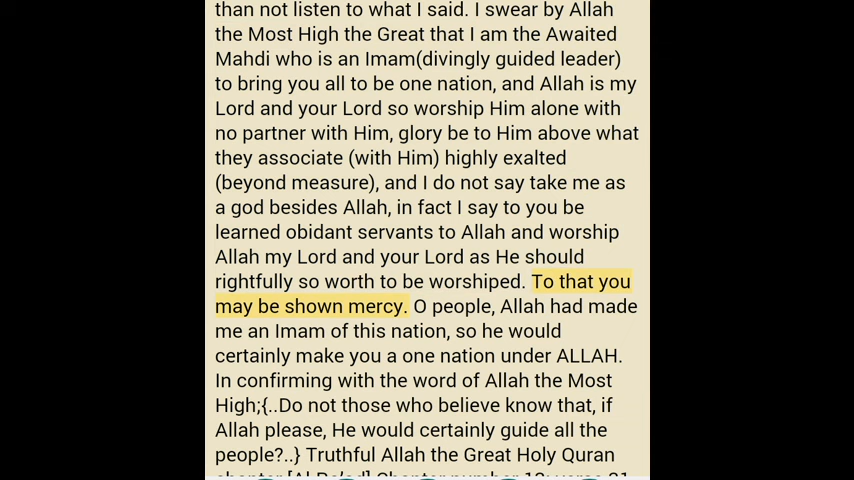 than not listen to what I said. I swear by Allah
the Most High the Great that I am the Awaited
Mahdi who is an Imam(divingly guided leader)
to bring you all to be one nation, and Allah is my
Lord and your Lord so worship Him alone with
no partner with Him, glory be to Him above what
they associate (with Him) highly exalted
(beyond measure), and I do not say take me as
a god besides Allah, in fact I say to you be
learned obidant servants to Allah and worship
Allah my Lord and your Lord as He should
rightfully so worth to be worshiped. To that you
may be shown mercy. O people, Allah had made
me an Imam of this nation, so he would
certainly make you a one nation under ALLAH.
In confirming with the word of Allah the Most
High;{..Do not those who believe know that, if
Allah please, He would certainly guide all the
people?..} Truthful Allah the Great Holy Quran